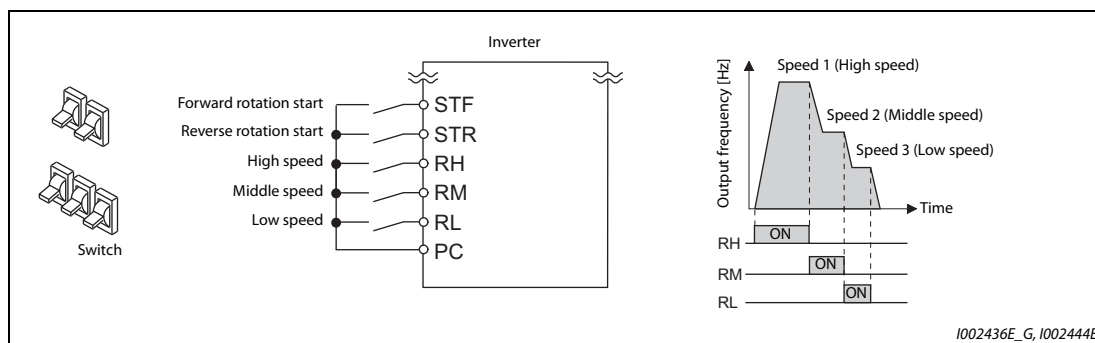 Inverter
Switch
Forward rotation start
Reverse rotation start
High speed
Middle speed
Low speed
STF
STR
RH
RM
RL
PC
Output frequency [Hz]
Speed 1 (High speed)
Speed 2 (Middle speed)
Speed 3 (Low speed)
Time
RH ON
RM ON
RL ON
I002436E_G, I002444E